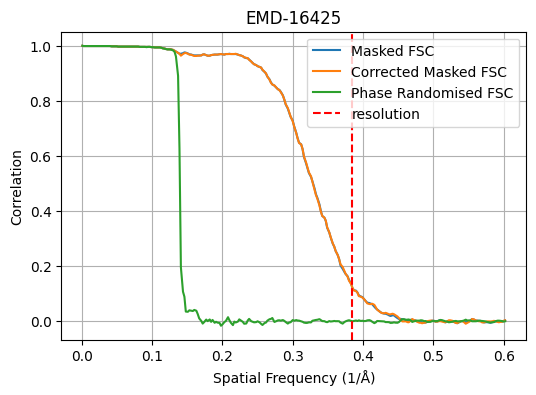 EMD-16425
Masked FSC
Corrected Masked FSC
Phase Randomised FSC
resolution
Correlation
1.0
0.8
0.6
0.4
0.2
0.0
0.0 0.1 0.2 0.3 0.4 0.5 0.6
Spatial Frequency (1/Å)